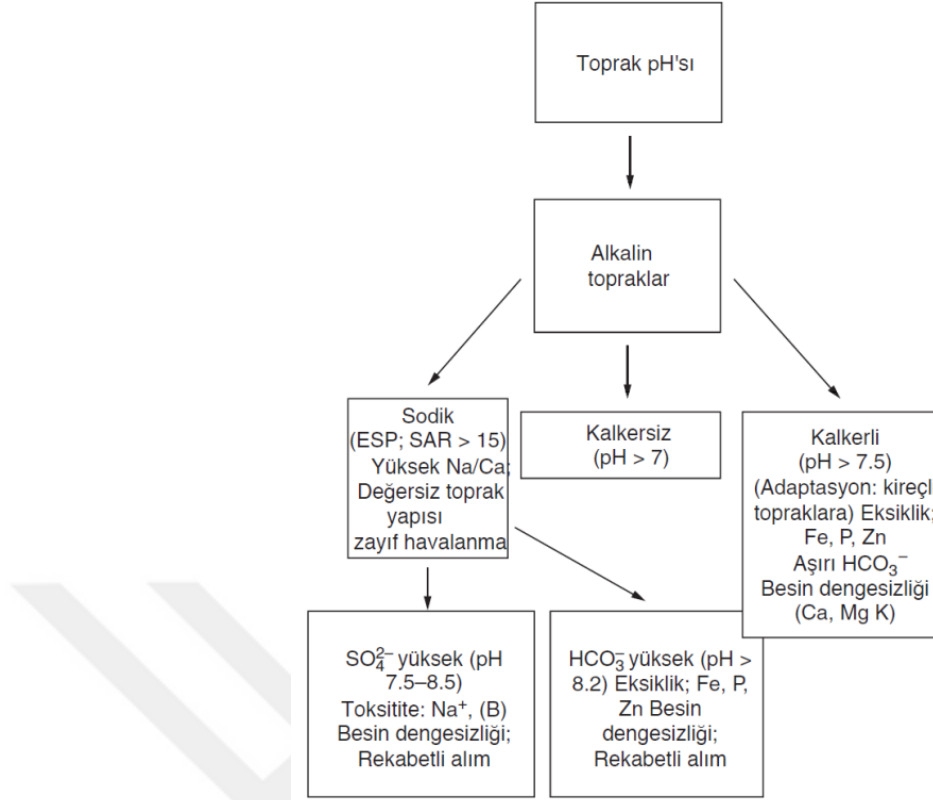 Toprak pH'sı
Alkalin
topraklar
Sodik
(ESP; SAR > 15)
Yüksek Na/Ca;
Değersiz toprak
yapısı
zayıf havalanma
Kalkersiz
(pH > 7)
Kalkerli
(pH > 7.5)
(Adaptasyon: kireçl
topraklara) Eksiklik;
Fe, P, Zn
Aşırı HCO₃⁻
Besin dengesizliği
(Ca, Mg K)
SO₄²⁻ yüksek (pH
7.5–8.5)
Toksitite: Na⁺, (B)
Besin dengesizliği;
Rekabetli alım
HCO₃⁻ yüksek (pH >
8.2) Eksiklik; Fe, P,
Zn Besin
dengesizliği;
Rekabetli alım